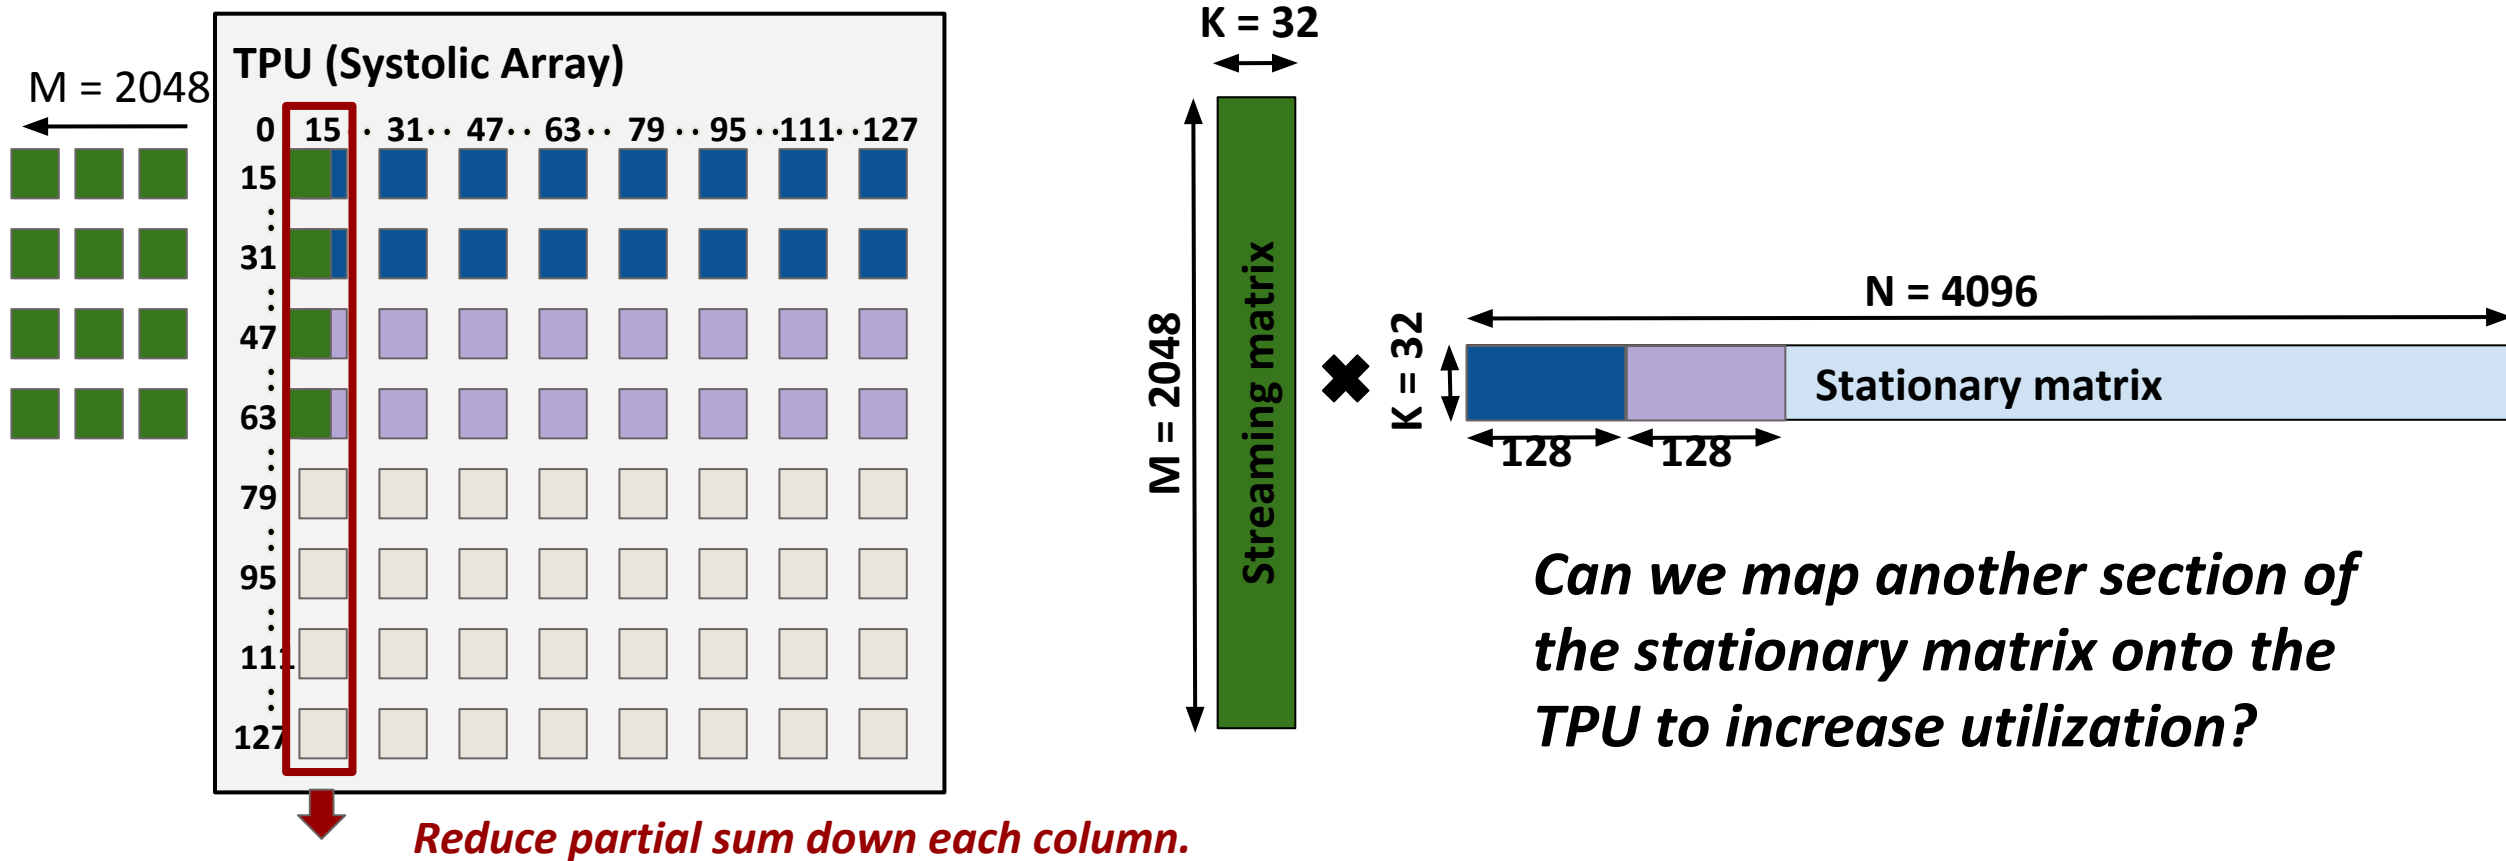 K = 32
TPU (Systolic Array)
M = 2048
0 15 31 47 63 79 95 111 127
15
31
47
63
79
95
111
127
Reduce partial sum down each column.
M = 2048
Streaming matrix
K = 32
N = 4096
Stationary matrix
128 128
Can we map another section of
the stationary matrix onto the
TPU to increase utilization?